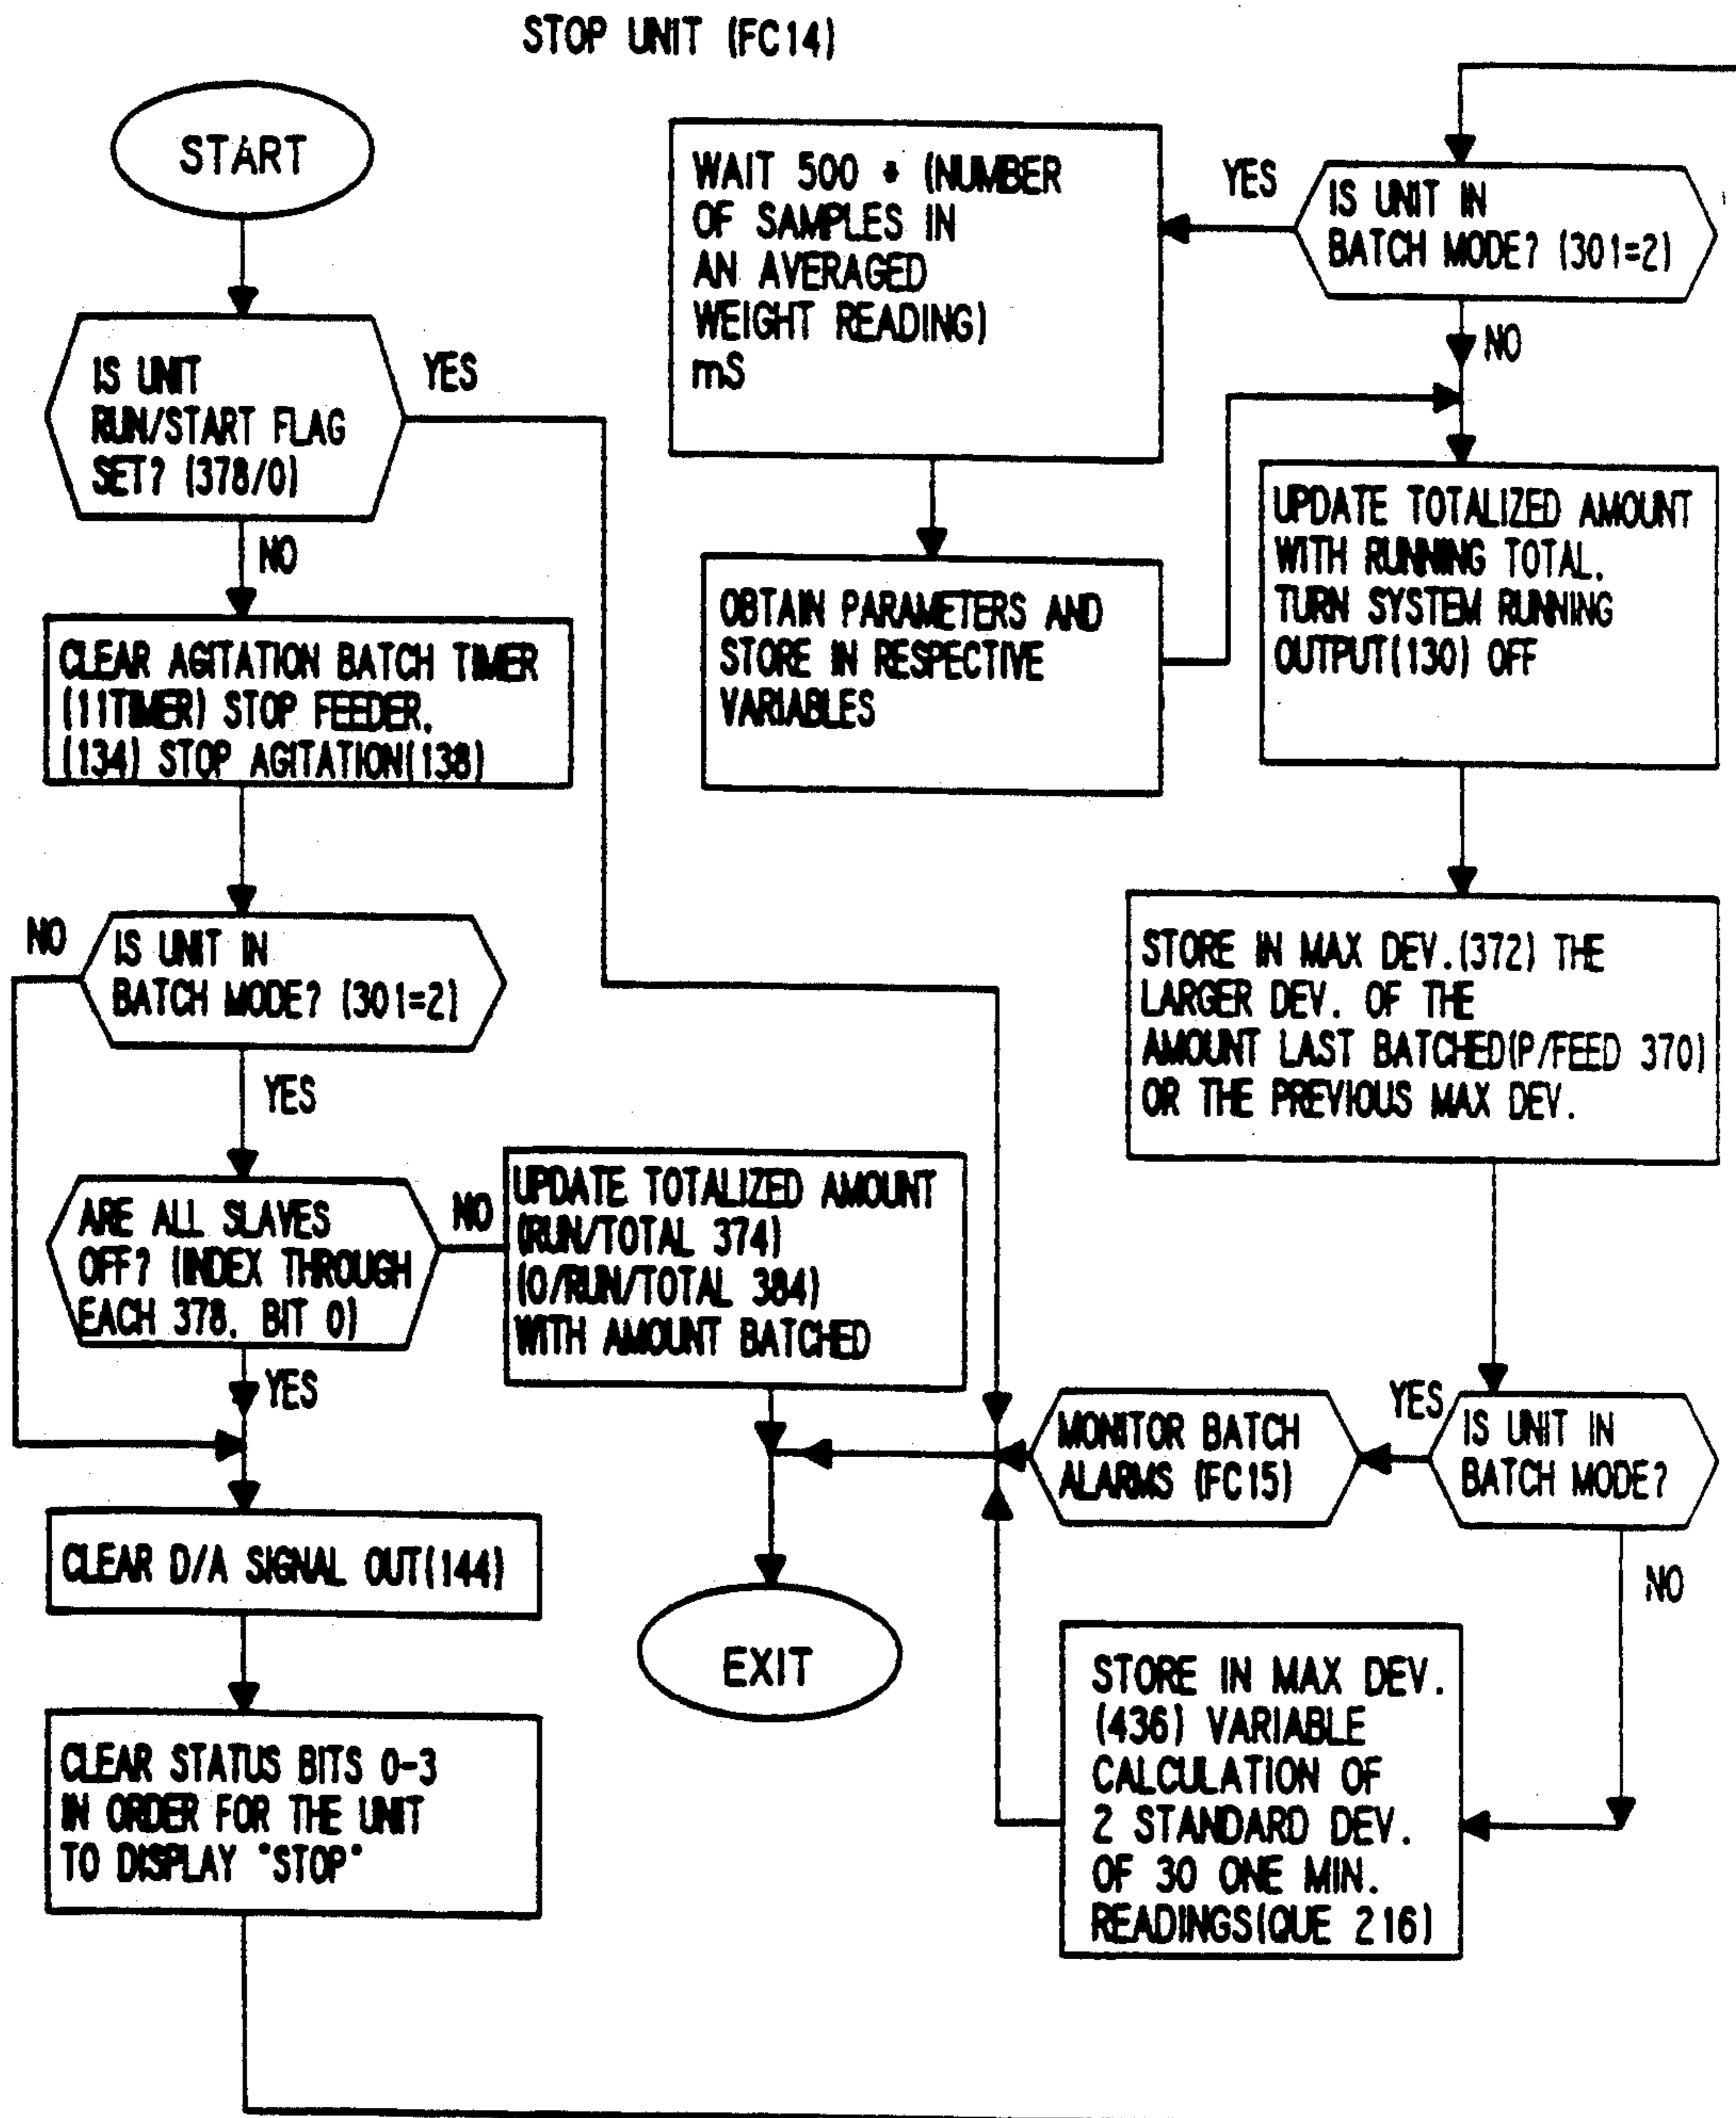 STOP UNIT (FC14)
START
IS UNIT
RUN/START FLAG
SET? (378/0)
YES
NO
CLEAR AGITATION BATCH TIMER
(11TIMER) STOP FEEDER.
(134) STOP AGITATION(138)
NO
IS UNIT IN
BATCH MODE? (301=2)
YES
ARE ALL SLAVES
OFF? (INDEX THROUGH
EACH 378, BIT 0)
NO
YES
UPDATE TOTALIZED AMOUNT
(RUN/TOTAL 374)
(O/RUN/TOTAL 384)
WITH AMOUNT BATCHED
CLEAR D/A SIGNAL OUT(144)
CLEAR STATUS BITS 0-3
IN ORDER FOR THE UNIT
TO DISPLAY "STOP"
EXIT
IS UNIT IN
BATCH MODE? (301=2)
YES
NO
WAIT 500 * (NUMBER
OF SAMPLES IN
AN AVERAGED
WEIGHT READING)
mS
OBTAIN PARAMETERS AND
STORE IN RESPECTIVE
VARIABLES
UPDATE TOTALIZED AMOUNT
WITH RUNNING TOTAL.
TURN SYSTEM RUNNING
OUTPUT(130) OFF
STORE IN MAX DEV.(372) THE
LARGER DEV. OF THE
AMOUNT LAST BATCHED(P/FEED 370)
OR THE PREVIOUS MAX DEV.
IS UNIT IN
BATCH MODE?
YES
NO
MONITOR BATCH
ALARMS (FC15)
STORE IN MAX DEV.
(436) VARIABLE
CALCULATION OF
2 STANDARD DEV.
OF 30 ONE MIN.
READINGS(QUE 216)